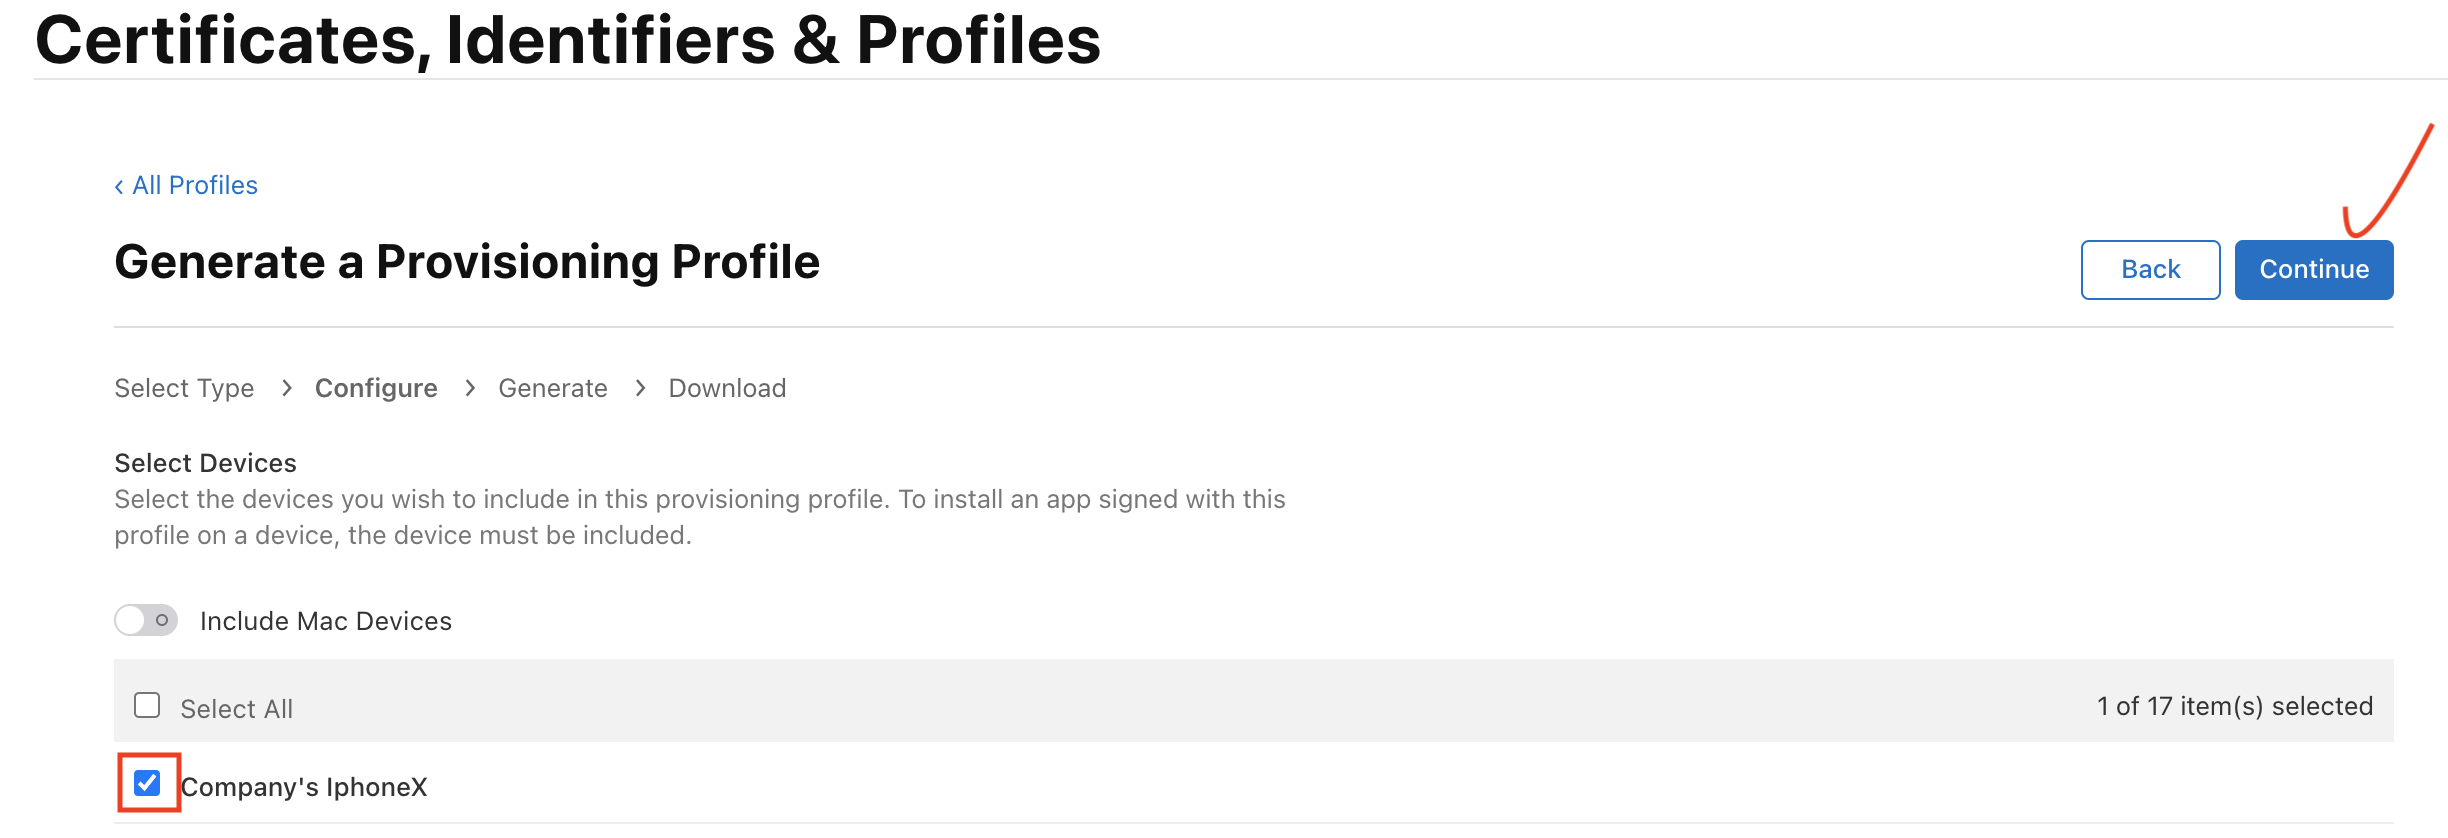 Certificates, Identifiers & Profiles
‹ All Profiles
Generate a Provisioning Profile
Back
Continue
Select Type > Configure > Generate > Download
Select Devices
Select the devices you wish to include in this provisioning profile. To install an app signed with this
profile on a device, the device must be included.
Include Mac Devices
Select All
1 of 17 item(s) selected
Company's IphoneX